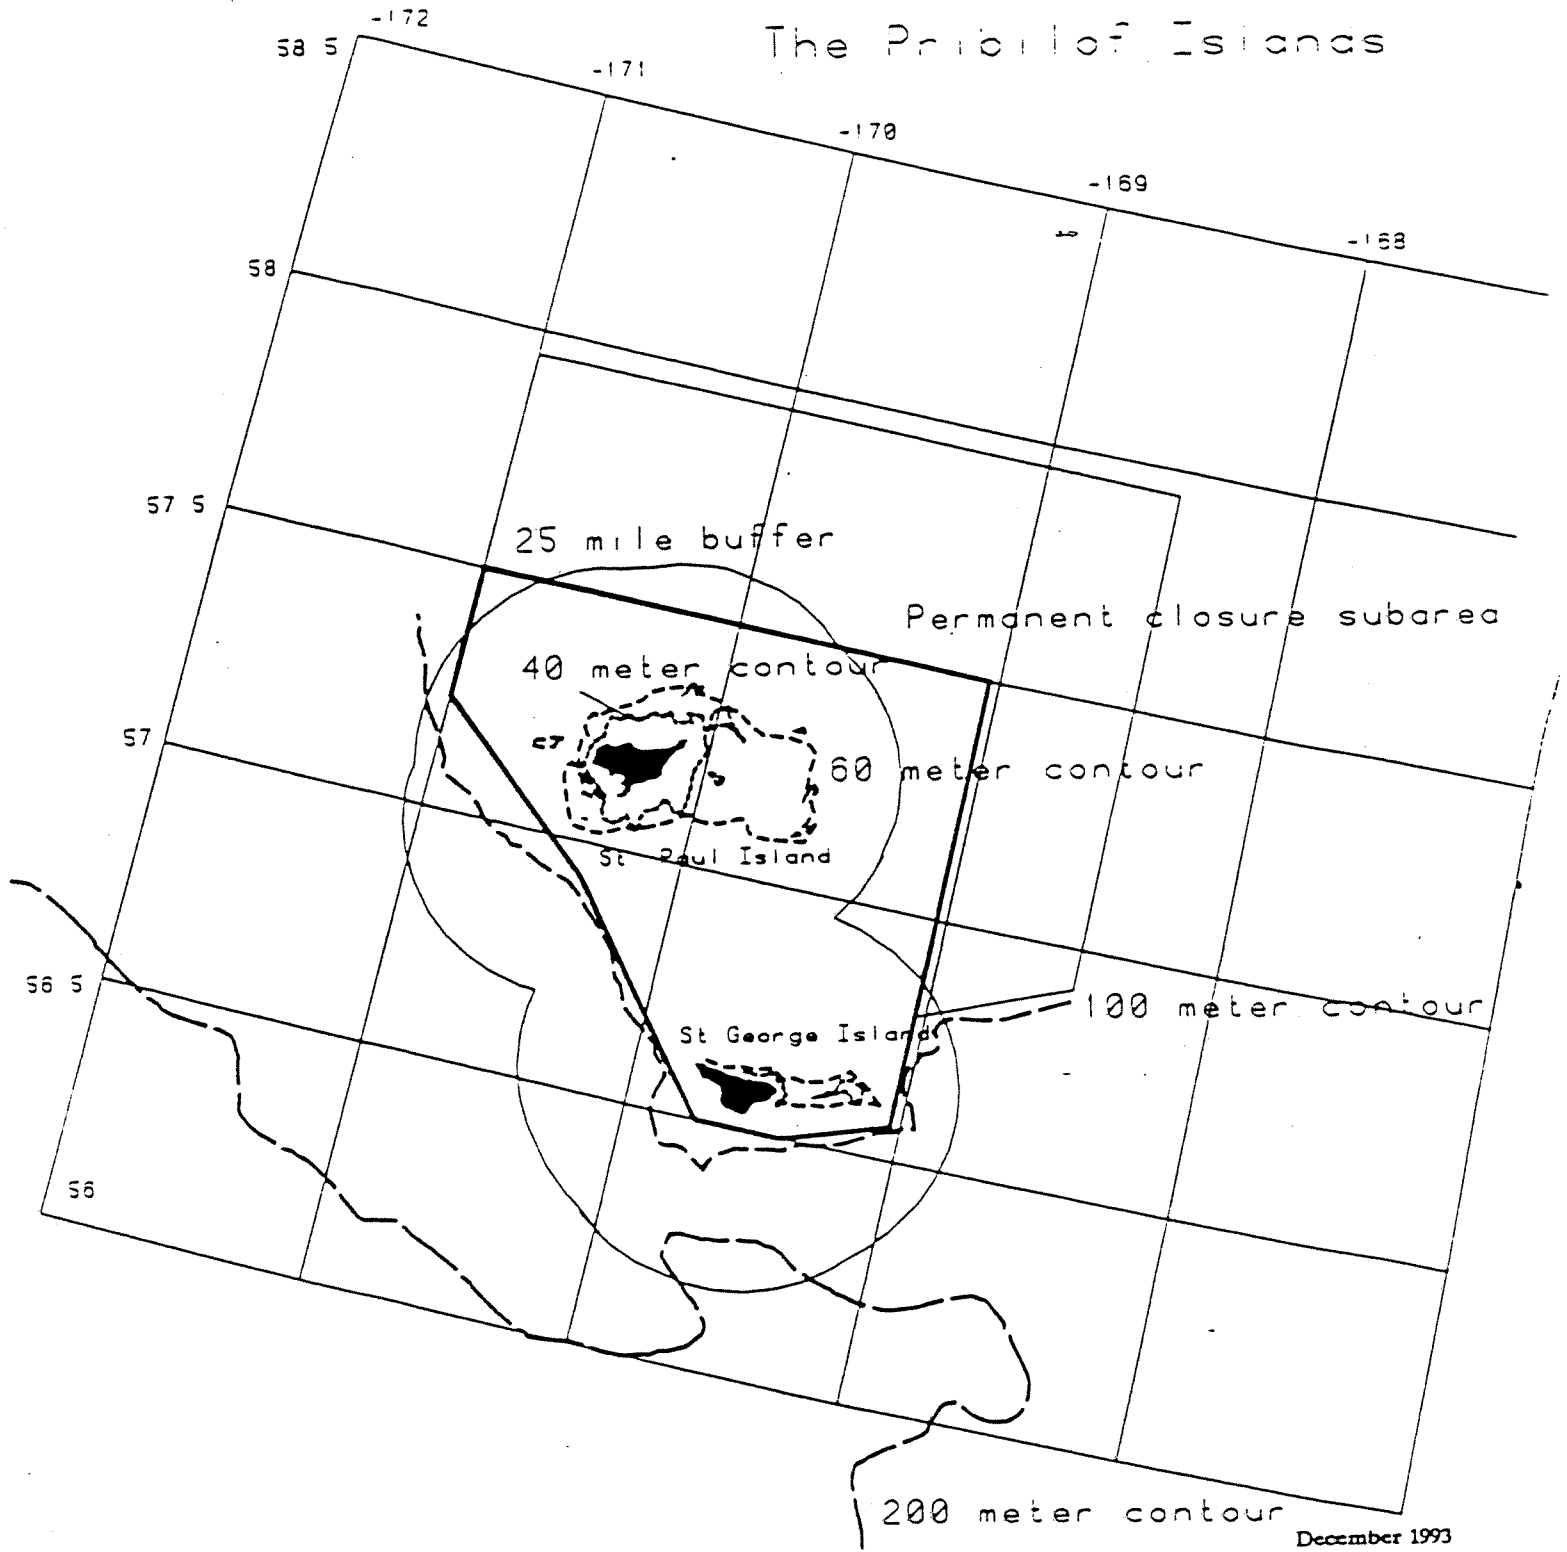 The Pribilof Islands
-172
58 5
-171
-170
-169
-168
58
57 5
25 mile buffer
Permanent closure subarea
40 meter contour
57
60 meter contour
St Paul Island
56 5
100 meter contour
St George Island
56
200 meter contour
December 1993